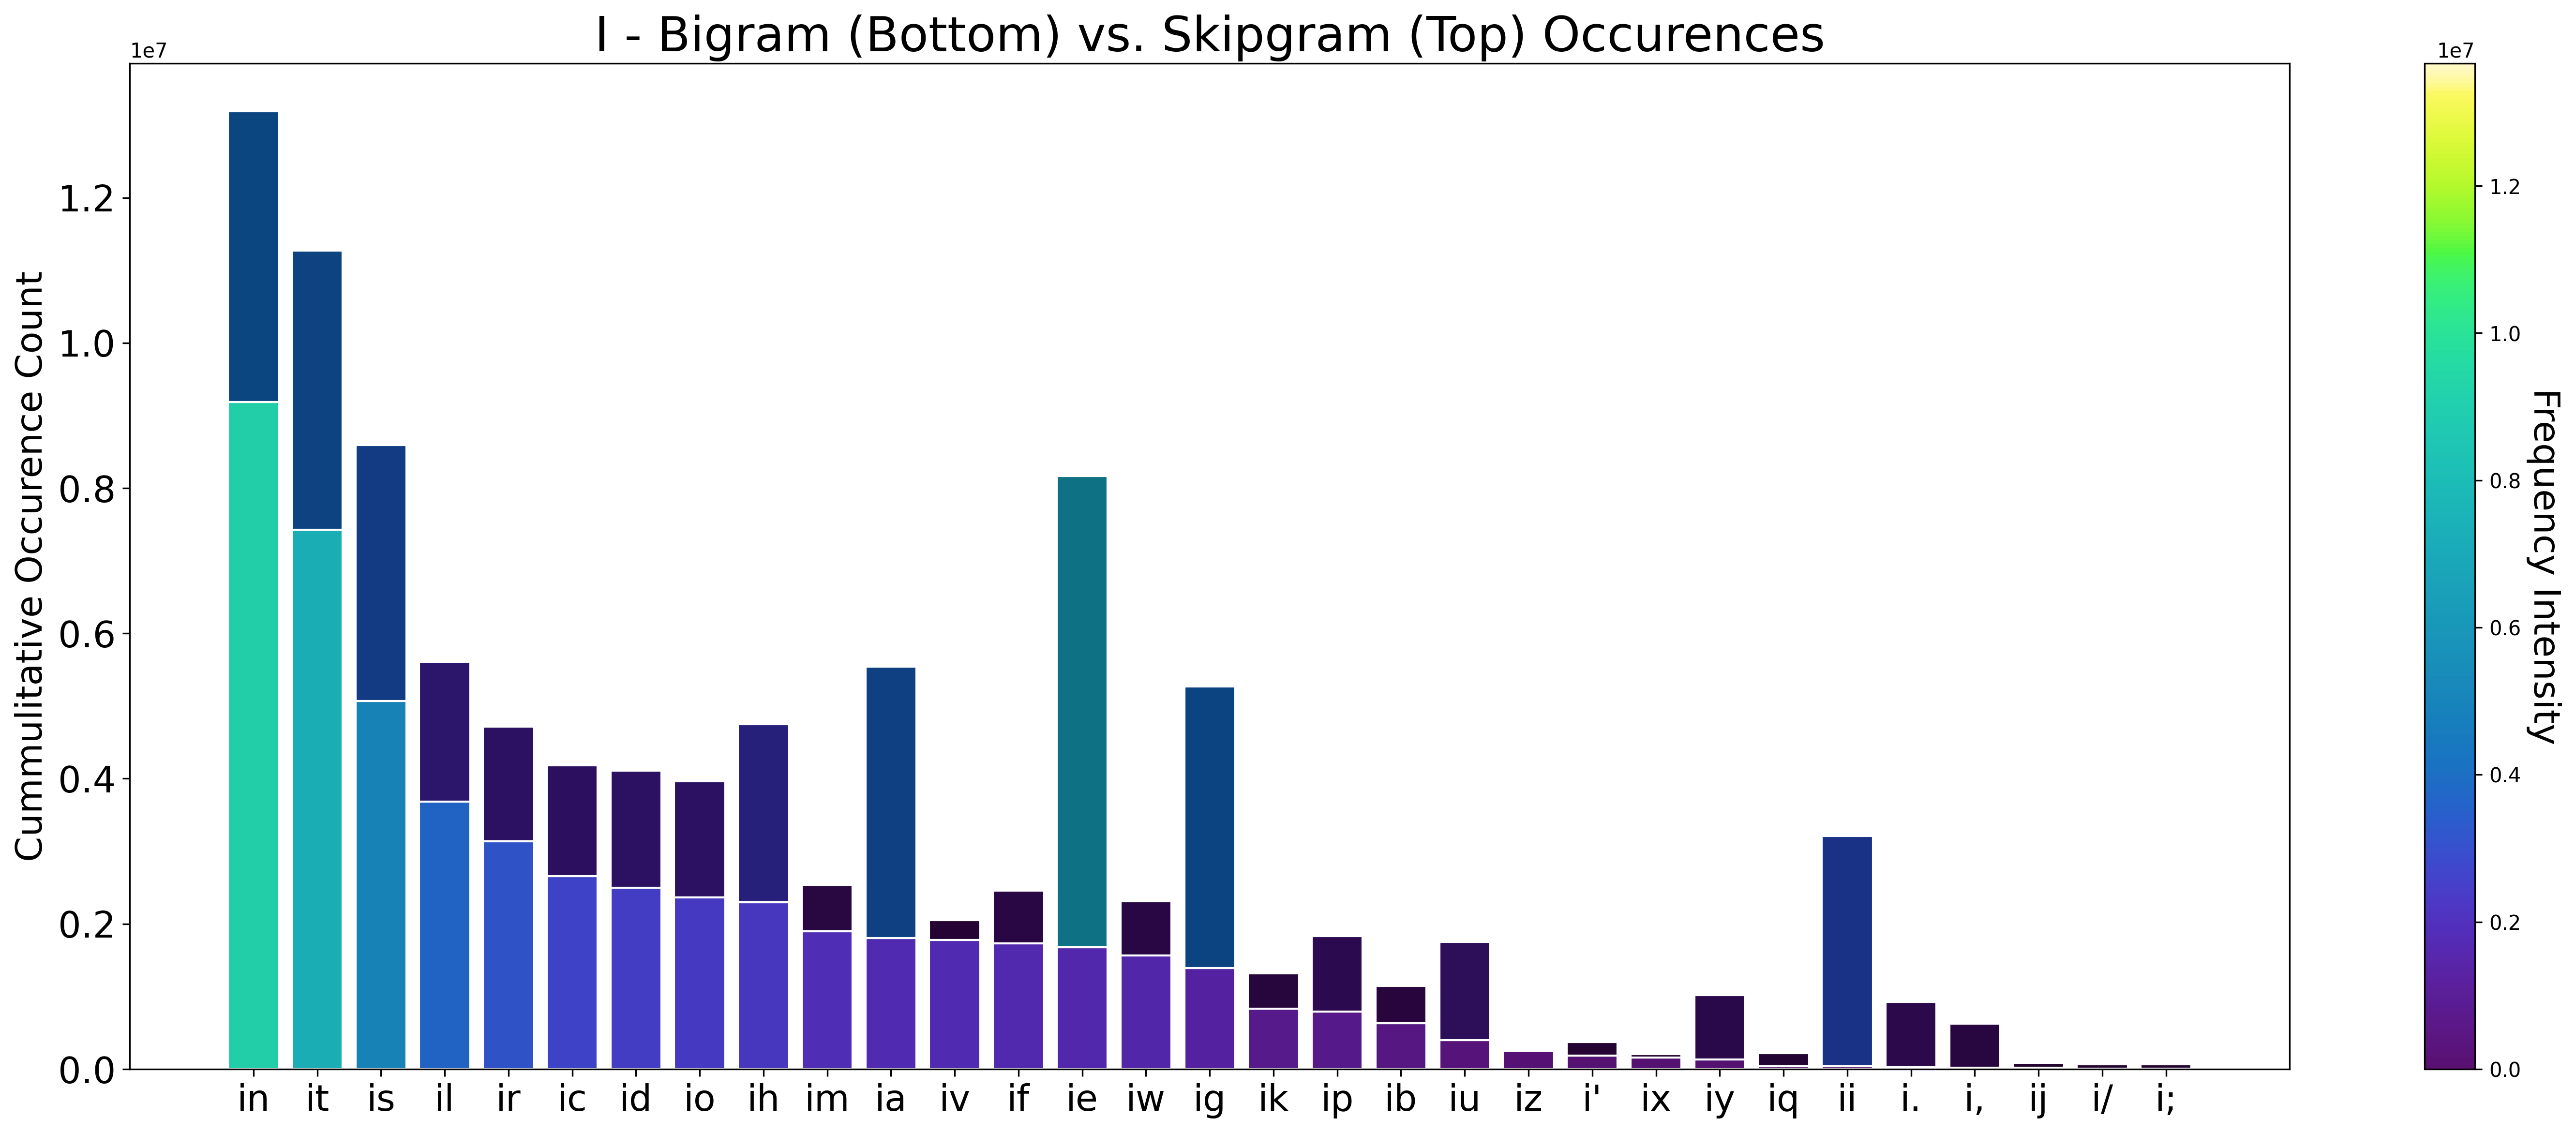 I - Bigram (Bottom) vs. Skipgram (Top) Occurences
1e7
1e7
Cummulitative Occurence Count
1.2
1.0
0.8
0.6
0.4
0.2
0.0
in it is il ir ic id io ih im ia iv if ie iw ig ik ip ib iu iz i' ix iy iq ii i. i, ij i/ i;
1.2
1.0
0.8
0.6
0.4
0.2
0.0
Frequency Intensity